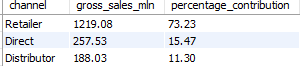 channel gross_sales_mln percentage_contribution
Retailer 1219.08 73.23
Direct 257.53 15.47
Distributor 188.03 11.30